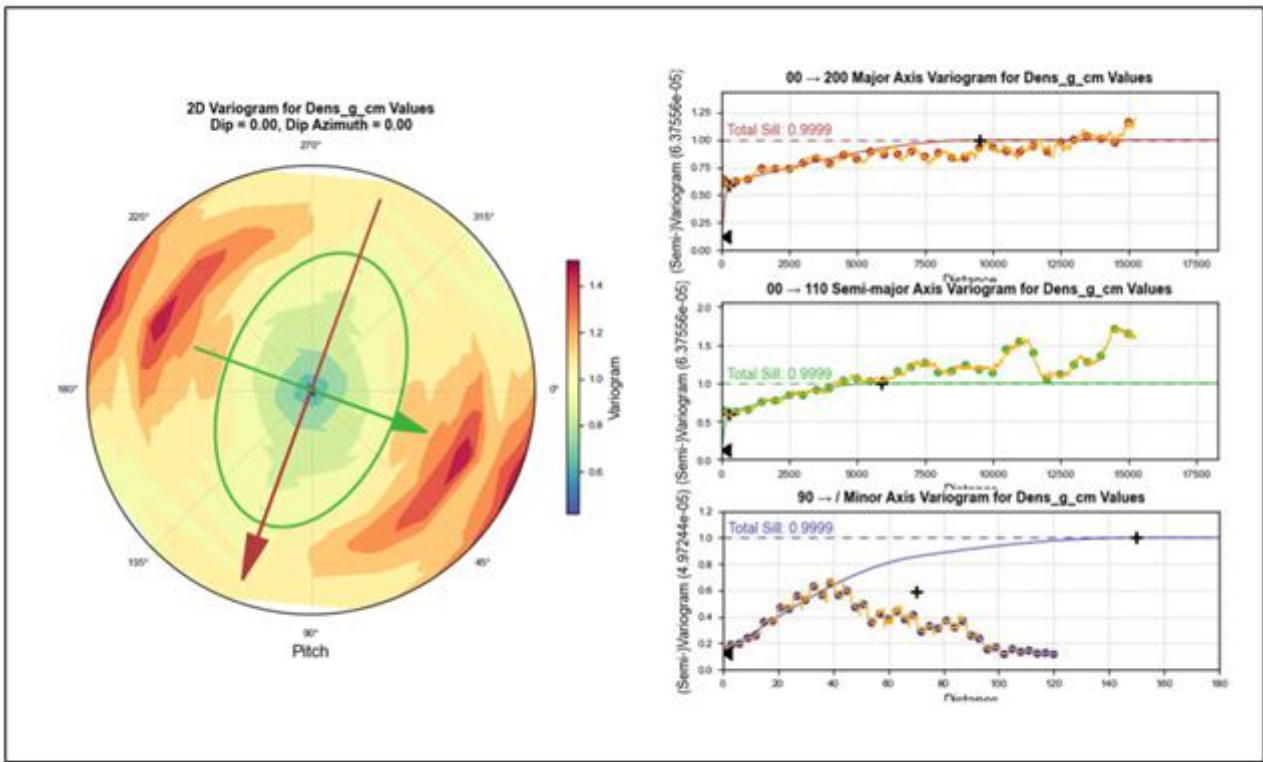 2D Variogram for Dens_g_cm Values
Dip = 0.00, Dip Azimuth = 0.00
270°
225°
315°
180°
0°
135°
45°
90°
Pitch
1.4
1.2
1.0
0.8
0.6
Variogram
00 → 200 Major Axis Variogram for Dens_g_cm Values
(Semi-)Variogram (6.37556e-05)
1.25
1.00
0.75
0.50
0.25
0.00
Total Sill: 0.9999
0 2500 5000 7500 10000 12500 15000 17500
Distance
00 → 110 Semi-major Axis Variogram for Dens_g_cm Values
(Semi-)Variogram (6.37556e-05)
2.0
1.5
1.0
0.5
0.0
Total Sill: 0.9999
0 2500 5000 7500 10000 12500 15000 17500
Distance
90 → / Minor Axis Variogram for Dens_g_cm Values
(Semi-)Variogram (4.97244e-05)
1.2
1.0
0.8
0.6
0.4
0.2
0.0
Total Sill: 0.9999
0 20 40 60 80 100 120 140 160 180
Distance